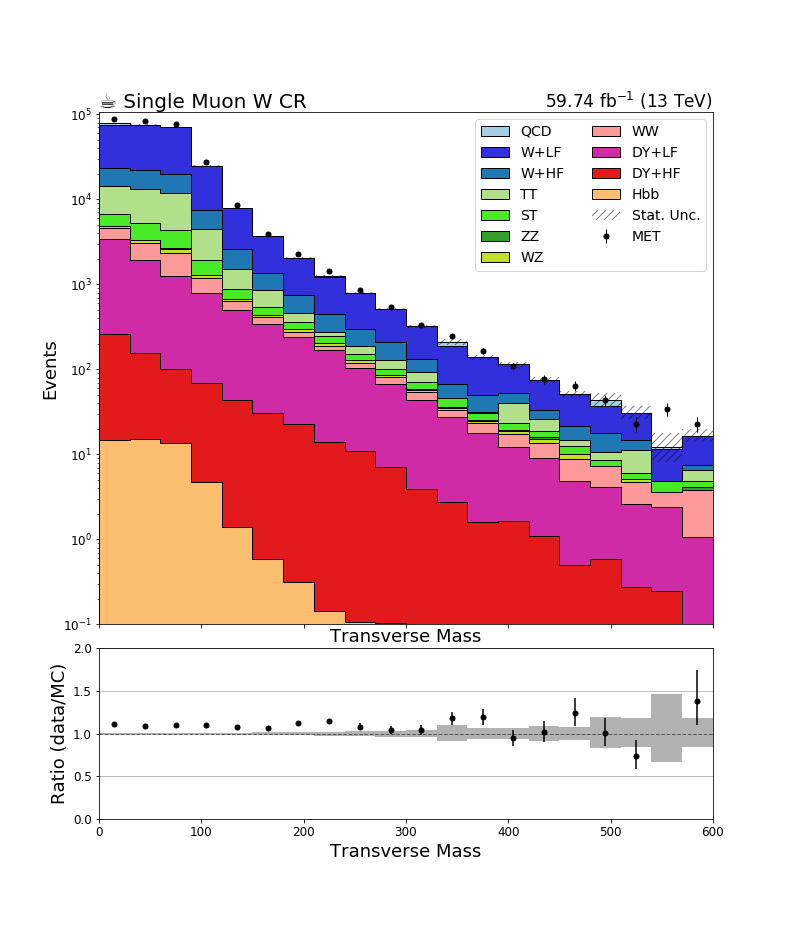 ☕ Single Muon W CR
59.74 fb⁻¹ (13 TeV)
Events
10⁵
10⁴
10³
10²
10¹
10⁰
10⁻¹
QCD
W+LF
W+HF
TT
ST
ZZ
WZ
WW
DY+LF
DY+HF
Hbb
Stat. Unc.
MET
Transverse Mass
Ratio (data/MC)
2.0
1.5
1.0
0.5
0.0
0 100 200 300 400 500 600
Transverse Mass